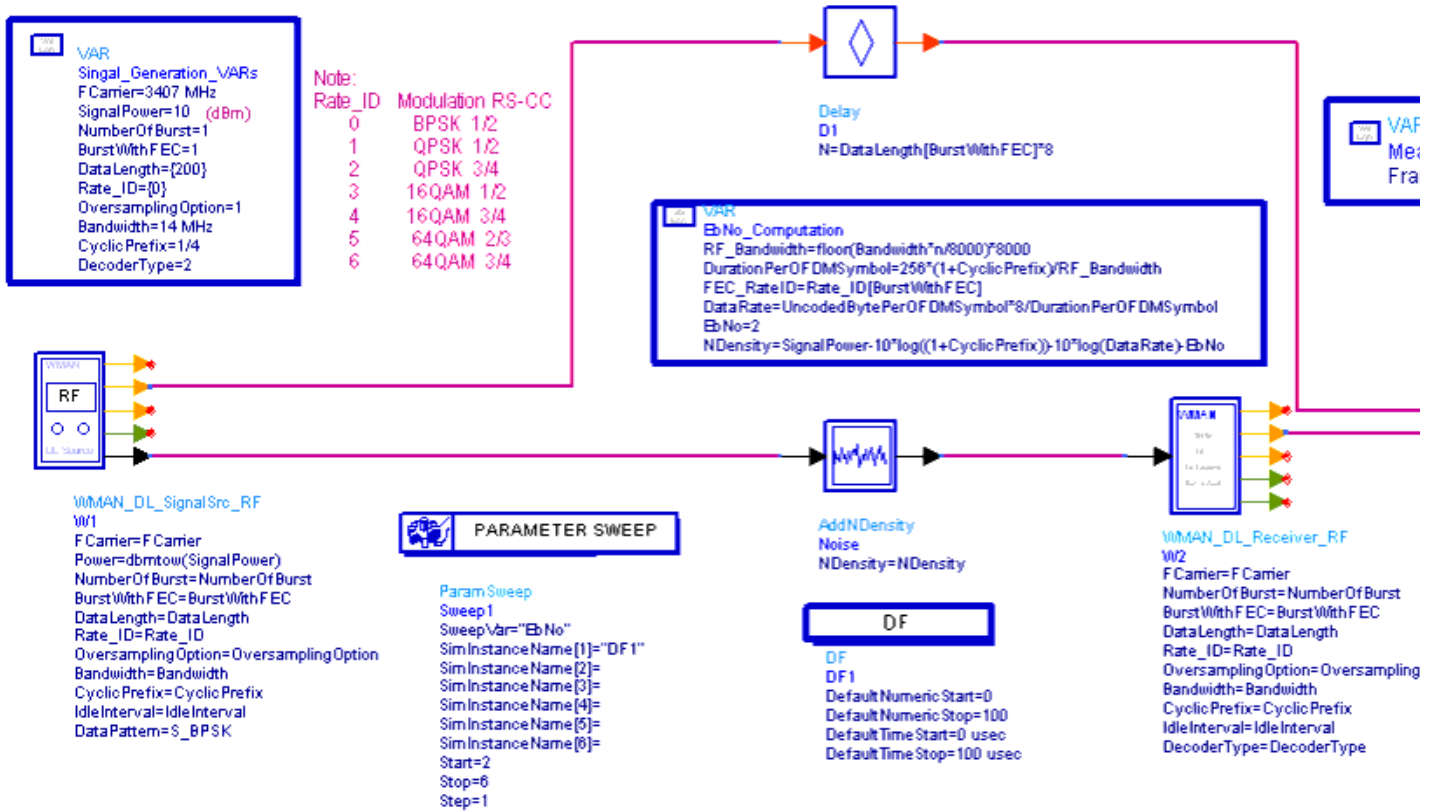 VAR
Singal_Generation_VARs
FCarrier=3407 MHz
SignalPower=10 (dBm)
NumberOfBurst=1
BurstWithFEC=1
DataLength={200}
Rate_ID={0}
OversamplingOption=1
Bandwidth=14 MHz
CyclicPrefix=1/4
DecoderType=2
Note:
Rate_ID Modulation RS-CC
0 BPSK 1/2
1 QPSK 1/2
2 QPSK 3/4
3 16QAM 1/2
4 16QAM 3/4
5 64QAM 2/3
6 64QAM 3/4
Delay
D1
N=DataLength[BurstWithFEC]*8
VAR
Mea
Fra
VAR
EbNo_Computation
RF_Bandwidth=floor(Bandwidth*n/8000)*8000
DurationPerOFDMSymbol=256*(1+CyclicPrefix)/RF_Bandwidth
FEC_RateID=Rate_ID[BurstWithFEC]
DataRate=UncodedBytePerOFDMSymbol*8/DurationPerOFDMSymbol
EbNo=2
NDensity=SignalPower-10*log((1+CyclicPrefix))-10*log(DataRate)-EbNo
WMAN
RF
DL Source
WMAN_DL_SignalSrc_RF
W1
FCarrier=FCarrier
Power=dbmtow(SignalPower)
NumberOfBurst=NumberOfBurst
BurstWithFEC=BurstWithFEC
DataLength=DataLength
Rate_ID=Rate_ID
OversamplingOption=OversamplingOption
Bandwidth=Bandwidth
CyclicPrefix=CyclicPrefix
IdleInterval=IdleInterval
DataPattern=S_BPSK
PARAMETER SWEEP
ParamSweep
Sweep1
SweepVar="EbNo"
SimInstanceName[1]="DF1"
SimInstanceName[2]=
SimInstanceName[3]=
SimInstanceName[4]=
SimInstanceName[5]=
SimInstanceName[6]=
Start=2
Stop=6
Step=1
AddNDensity
Noise
NDensity=NDensity
DF
DF
DF1
DefaultNumericStart=0
DefaultNumericStop=100
DefaultTimeStart=0 usec
DefaultTimeStop=100 usec
WMAN
WMAN_DL_Receiver_RF
W2
FCarrier=FCarrier
NumberOfBurst=NumberOfBurst
BurstWithFEC=BurstWithFEC
DataLength=DataLength
Rate_ID=Rate_ID
OversamplingOption=Oversampling
Bandwidth=Bandwidth
CyclicPrefix=CyclicPrefix
IdleInterval=IdleInterval
DecoderType=DecoderType